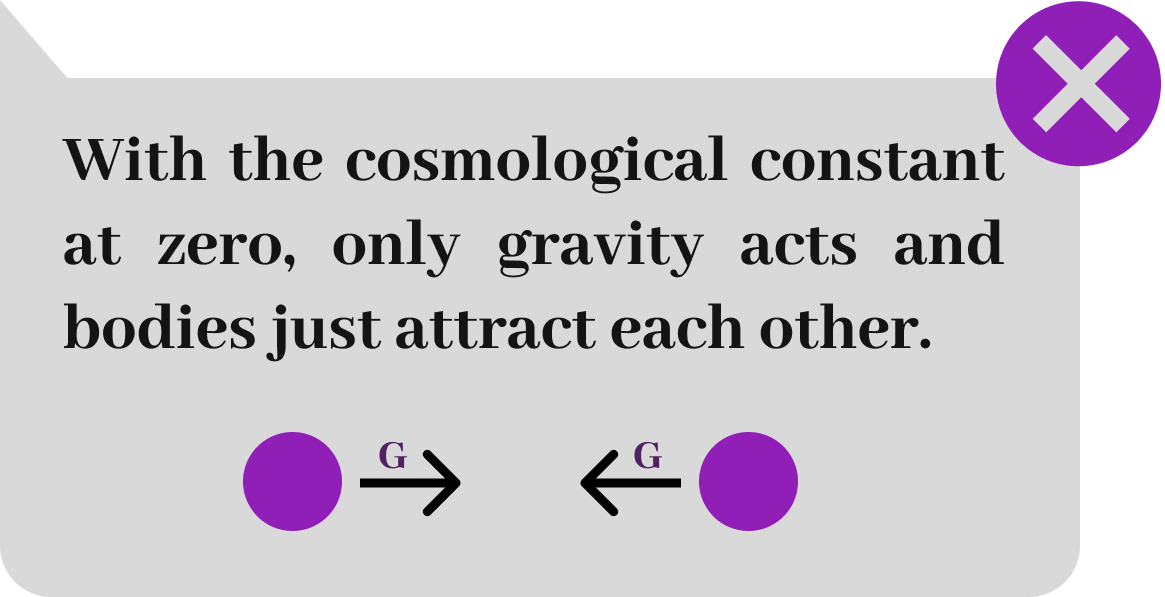 With the cosmological constant
at zero, only gravity acts and
bodies just attract each other.
G G